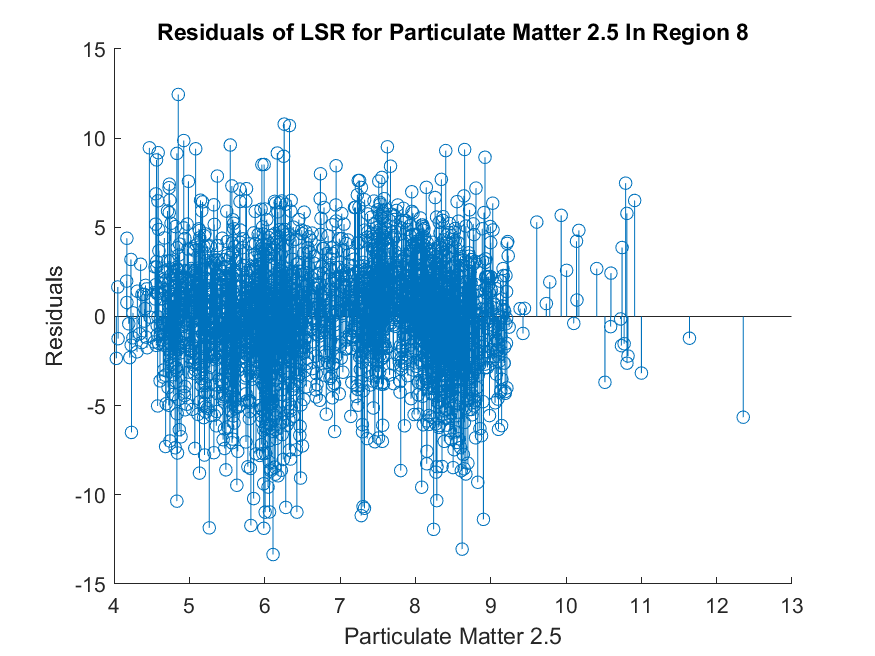 Residuals of LSR for Particulate Matter 2.5 In Region 8
15
10
5
0
-5
-10
-15
Residuals
4 5 6 7 8 9 10 11 12 13
Particulate Matter 2.5